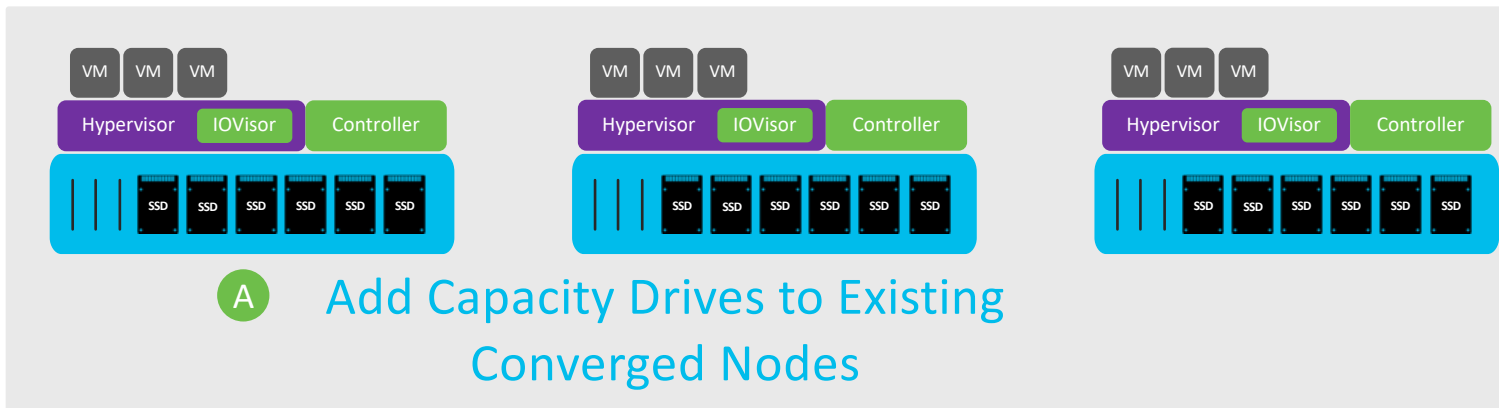 VM VM VM VM VM VM VM VM VM
Hypervisor IOVisor Controller Hypervisor IOVisor Controller Hypervisor IOVisor Controller
SSD SSD SSD SSD SSD SSD SSD SSD SSD SSD SSD SSD SSD SSD SSD SSD SSD SSD
A Add Capacity Drives to Existing
Converged Nodes